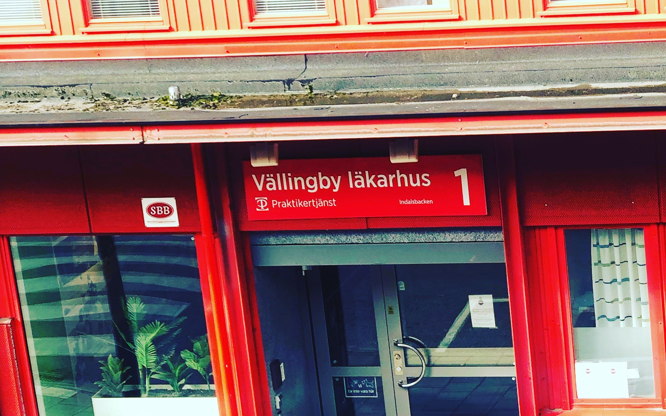 Vällingby läkarhus 1
Praktikertjänst
Indalsbacken
SBB